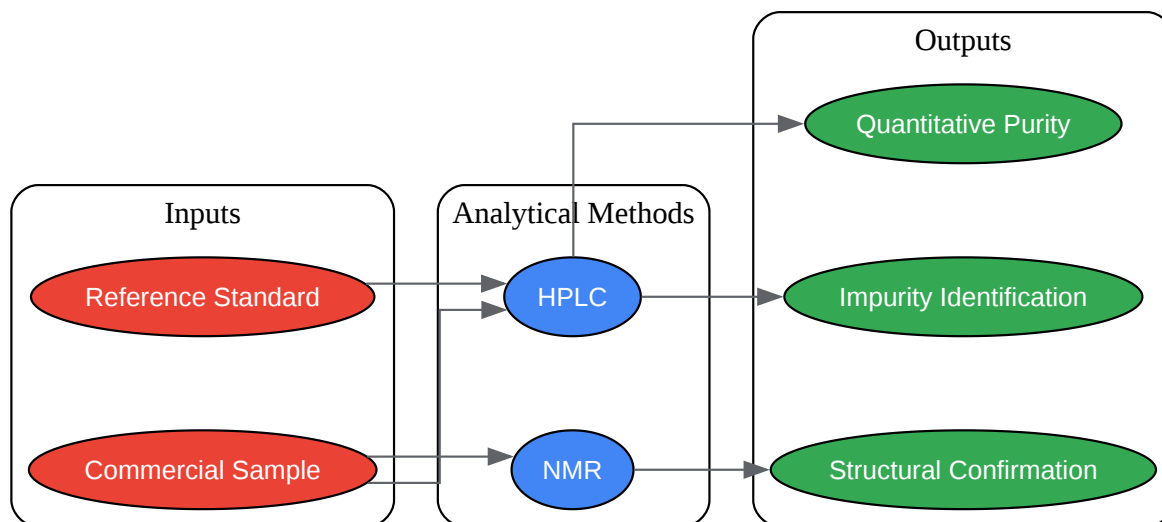 Inputs
Reference Standard
Commercial Sample
Analytical Methods
HPLC
NMR
Outputs
Quantitative Purity
Impurity Identification
Structural Confirmation